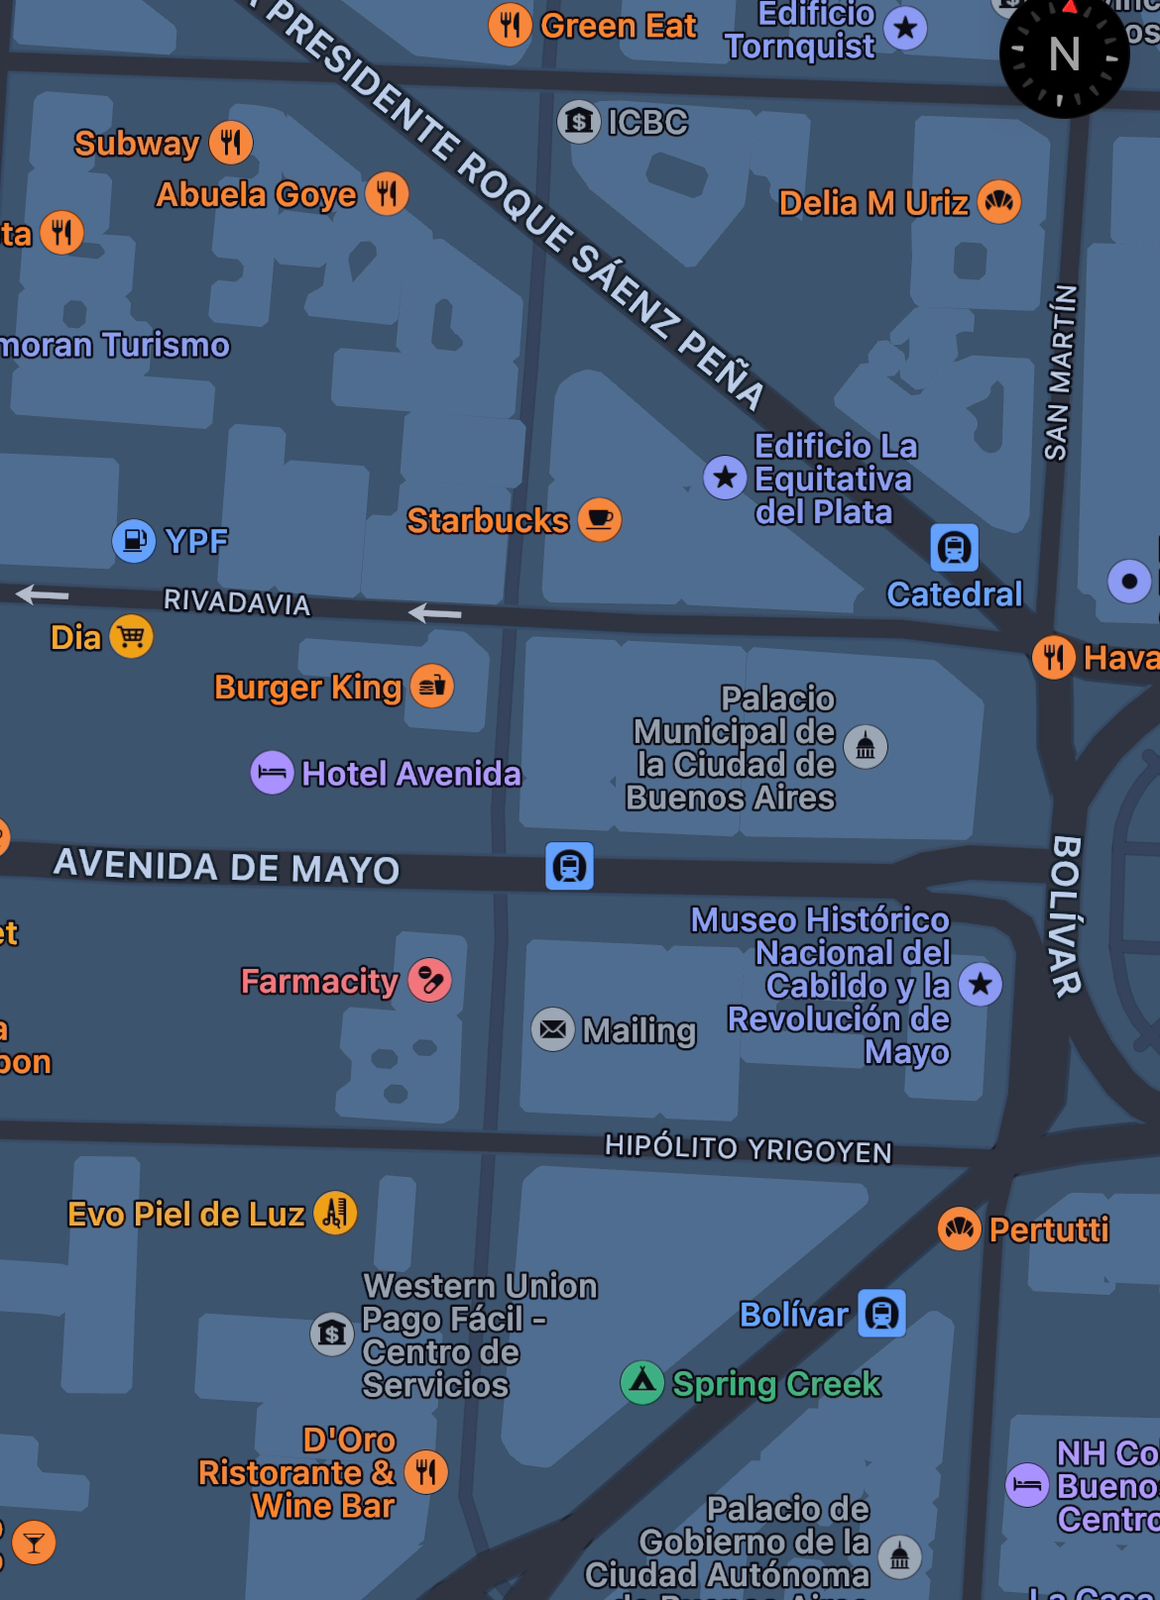 PRESIDENTE ROQUE SÁENZ PEÑA
Green Eat
Edificio
Tornquist
N
ICBC
Subway
Abuela Goye
Delia M Uriz
SAN MARTÍN
Turismo
Edificio La
Equitativa
del Plata
Starbucks
YPF
Catedral
RIVADAVIA
Dia
Burger King
Palacio
Municipal de
la Ciudad de
Buenos Aires
Hotel Avenida
AVENIDA DE MAYO
BOLÍVAR
Museo Histórico
Nacional del
Cabildo y la
Revolución de
Mayo
Farmacity
Mailing
HIPÓLITO YRIGOYEN
Evo Piel de Luz
Pertutti
Western Union
Pago Fácil -
Centro de
Servicios
Bolívar
Spring Creek
D'Oro
Ristorante &
Wine Bar
NH
Centro
Palacio de
Gobierno de la
Ciudad Autónoma